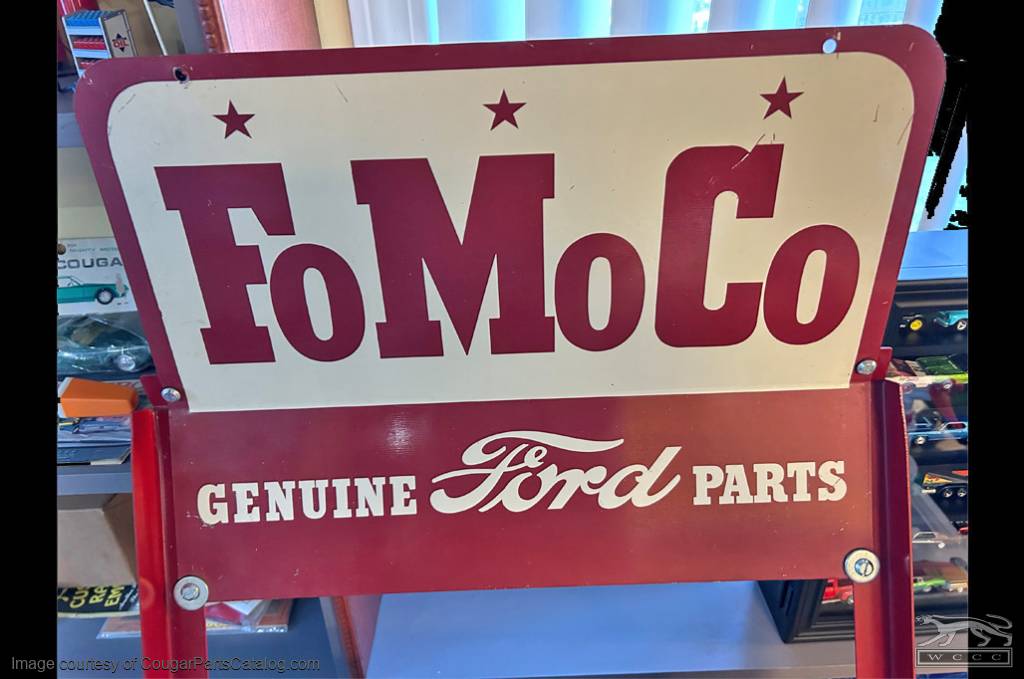 FoMoCo
GENUINE Ford PARTS
COUGA
Image courtesy of CougarPartsCatalog.com
WCCC